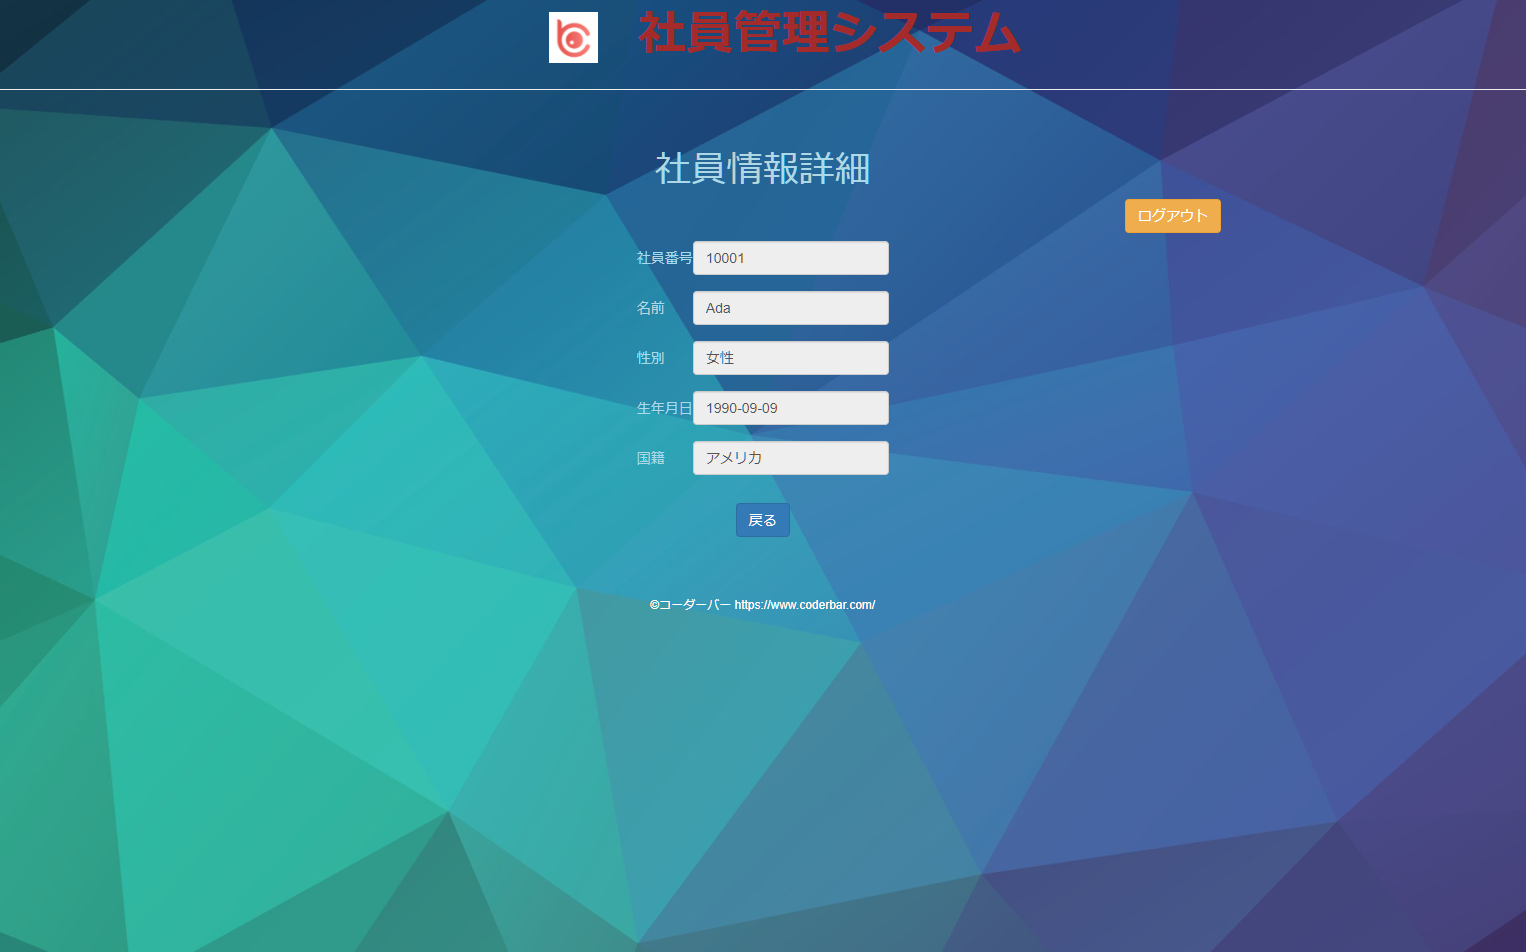 社員管理システム
社員情報詳細
ログアウト
社員番号 10001
名前 Ada
性別 女性
生年月日 1990-09-09
国籍 アメリカ
戻る
©コーダーバー https://www.coderbar.com/